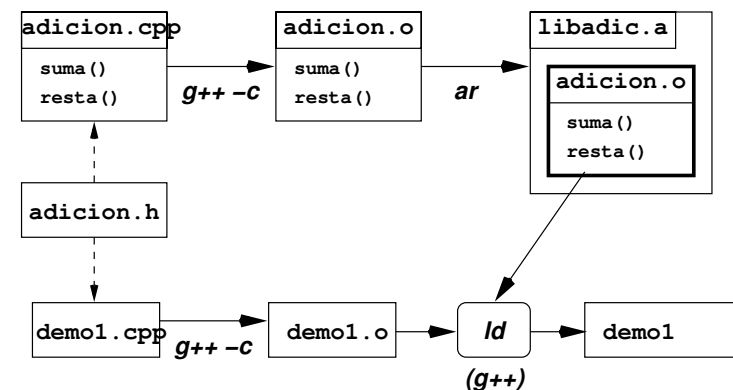 adicion.cpp
suma()
resta()
g++ −c
adicion.o
suma()
resta()
ar
libadic.a
adicion.o
suma()
resta()
adicion.h
demo1.cpp
g++ −c
demo1.o
ld
(g++)
demo1